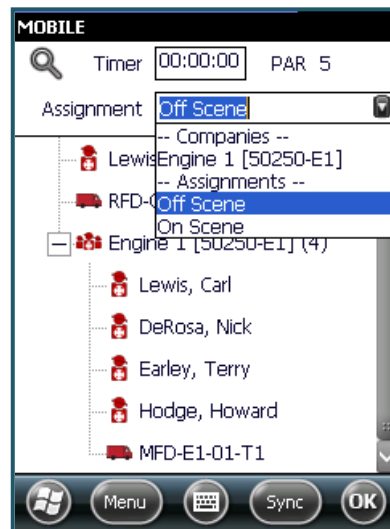 MOBILE
Timer 00:00:00 PAR 5
Assignment Off Scene
-- Companies --
Lewis Engine 1 [50250-E1]
-- Assignments --
RFD- Off Scene
On Scene
Engine 1 [50250-E1] (4)
Lewis, Carl
DeRosa, Nick
Earley, Terry
Hodge, Howard
MFD-E1-01-T1
Menu Sync OK